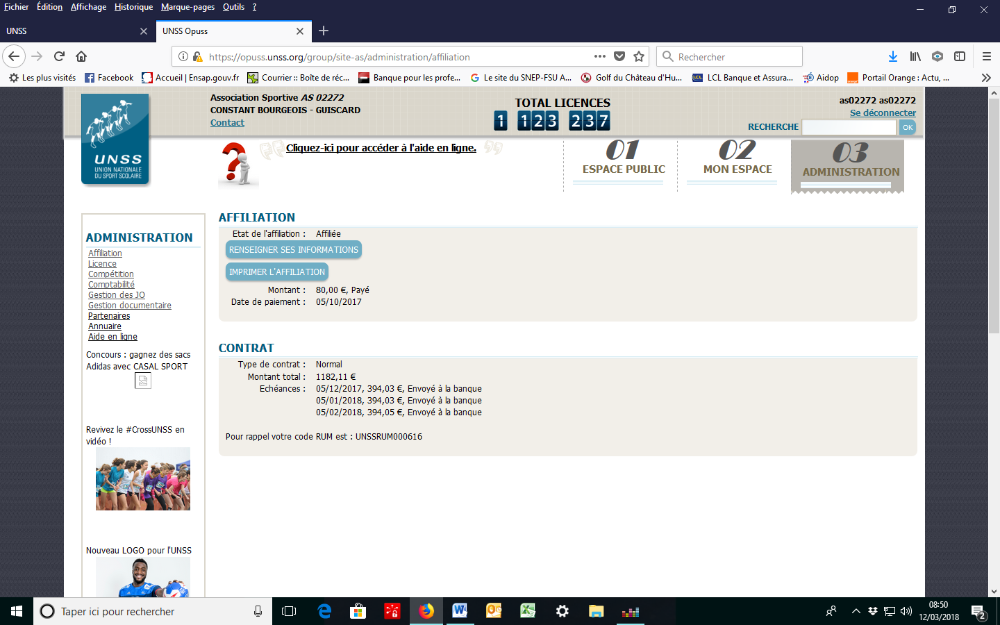 Fichier Édition Affichage Historique Marque-pages Outils ?
UNSS
UNSS Opuss
https://opuss.unss.org/group/site-as/administration/affiliation
Rechercher
Les plus visités Facebook Accueil | Ensap.gouv.fr Courrier :: Boîte de réc... Banque pour les profe... Le site du SNEP-FSU A... Golf du Château d'Hu... LCL Banque et Assura... Aidop Portail Orange : Actu, ...
UNSS
UNION NATIONALE
DU SPORT SCOLAIRE
Association Sportive AS 02272
CONSTANT BOURGEOIS - GUISCARD
Contact
TOTAL LICENCES
1 123 237
as02272 as02272
Se déconnecter
RECHERCHE OK
Cliquez-ici pour accéder à l'aide en ligne.
01
ESPACE PUBLIC
02
MON ESPACE
03
ADMINISTRATION
ADMINISTRATION
Affiliation
Licence
Compétition
Comptabilité
Gestion des JO
Gestion documentaire
Partenaires
Annuaire
Aide en ligne
Concours : gagnez des sacs
Adidas avec CASAL SPORT
Revivez le #CrossUNSS en
vidéo !
Nouveau LOGO pour l'UNSS
AFFILIATION
Etat de l'affiliation : Affiliée
RENSEIGNER SES INFORMATIONS
IMPRIMER L'AFFILIATION
Montant : 80,00 €, Payé
Date de paiement : 05/10/2017
CONTRAT
Type de contrat : Normal
Montant total : 1182,11 €
Echéances : 05/12/2017, 394,03 €, Envoyé à la banque
05/01/2018, 394,03 €, Envoyé à la banque
05/02/2018, 394,05 €, Envoyé à la banque
Pour rappel votre code RUM est : UNSSRUM000616
Taper ici pour rechercher
08:50
12/03/2018
2